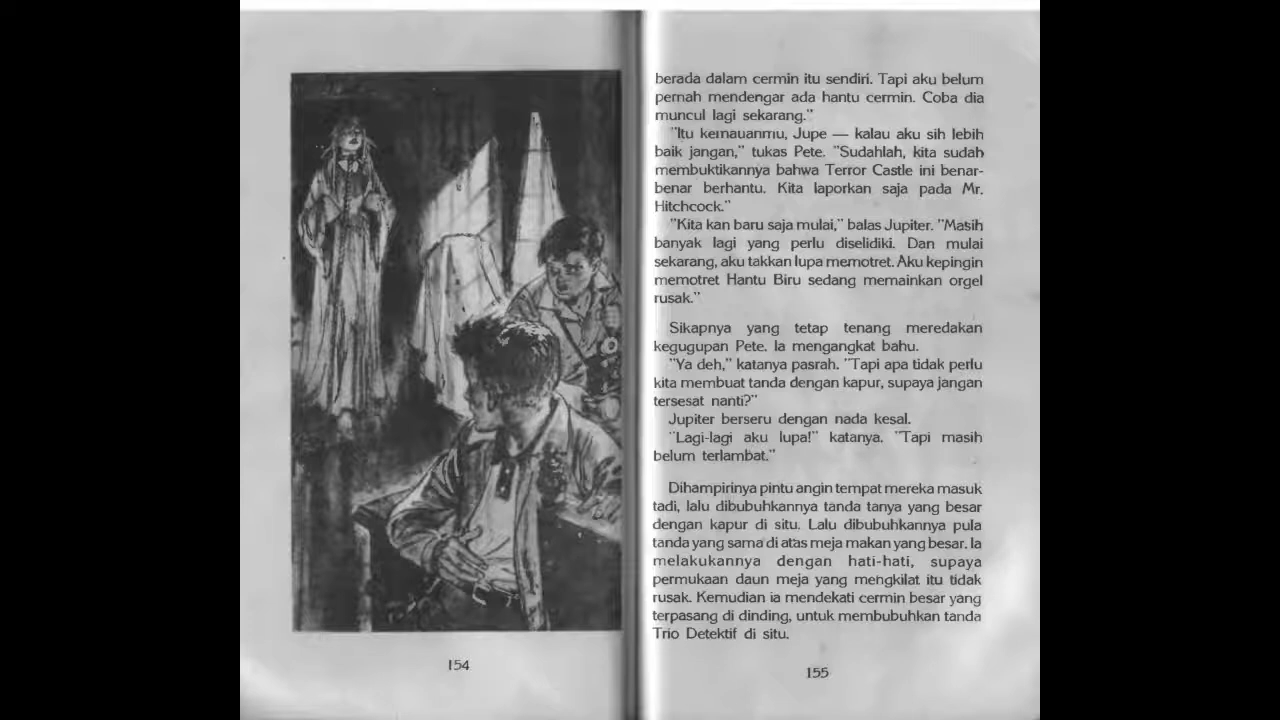 154
berada dalam cermin itu sendiri. Tapi aku belum
pernah mendengar ada hantu cermin. Coba dia
muncul lagi sekarang."
"Itu kemauanmu, Jupe — kalau aku sih lebih
baik jangan," tukas Pete. "Sudahlah, kita sudah
membuktikannya bahwa Terror Castle ini benar-
benar berhantu. Kita laporkan saja pada Mr.
Hitchcock."
"Kita kan baru saja mulai," balas Jupiter. "Masih
banyak lagi yang perlu diselidiki. Dan mulai
sekarang, aku takkan lupa memotret. Aku kepingin
memotret Hantu Biru sedang memainkan orgel
rusak."
Sikapnya yang tetap tenang meredakan
kegugupan Pete. Ia mengangkat bahu.
"Ya deh," katanya pasrah. "Tapi apa tidak perlu
kita membuat tanda dengan kapur, supaya jangan
tersesat nanti?"
Jupiter berseru dengan nada kesal.
"Lagi-lagi aku lupa!" katanya. "Tapi masih
belum terlambat."
Dihampirinya pintu angin tempat mereka masuk
tadi, lalu dibubuhkannya tanda tanya yang besar
dengan kapur di situ. Lalu dibubuhkannya pula
tanda yang sama di atas meja makan yang besar. Ia
melakukannya dengan hati-hati, supaya
permukaan daun meja yang mengkilat itu tidak
rusak. Kemudian ia mendekati cermin besar yang
terpasang di dinding, untuk membubuhkan tanda
Trio Detektif di situ.
155